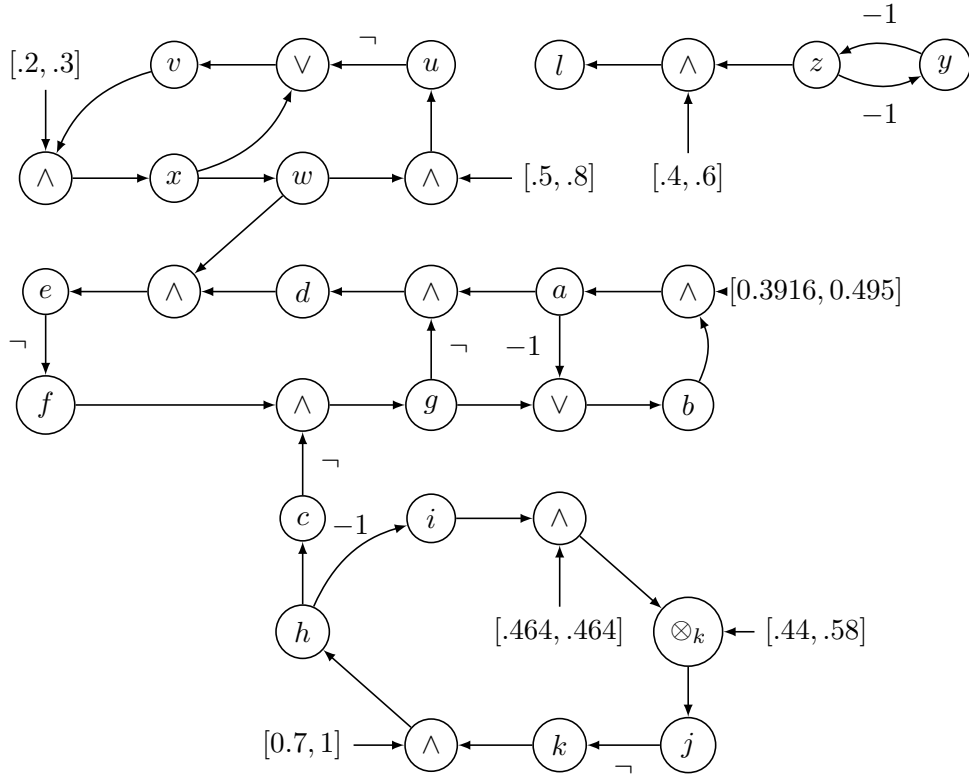 −1
[.2, .3] v ∨ ¬ u l ∧ z y
−1
∧ x w ∧ [.5, .8] [.4, .6]
e ∧ d ∧ a ∧ [0.3916, 0.495]
¬ ¬ −1
f ∧ g ∨ b
¬
c −1 i ∧
h [.464, .464] ⊗k [.44, .58]
[0.7, 1] ∧ k ¬ j